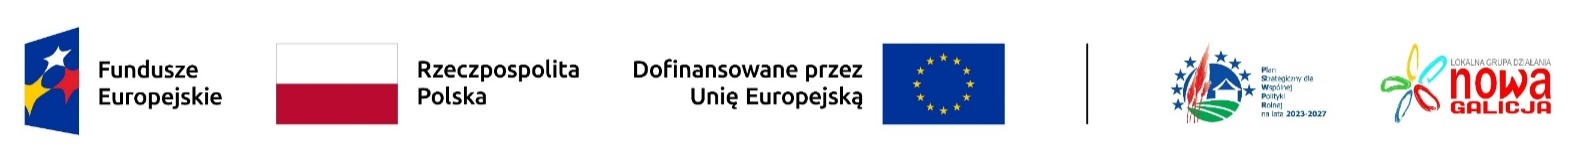 Fundusze
Europejskie
Rzeczpospolita
Polska
Dofinansowane przez
Unię Europejską
Plan
Strategiczny dla
Wspólnej
Polityki
Rolnej
na lata 2023-2027
LOKALNA GRUPA DZIAŁANIA
nowa
GALICJA